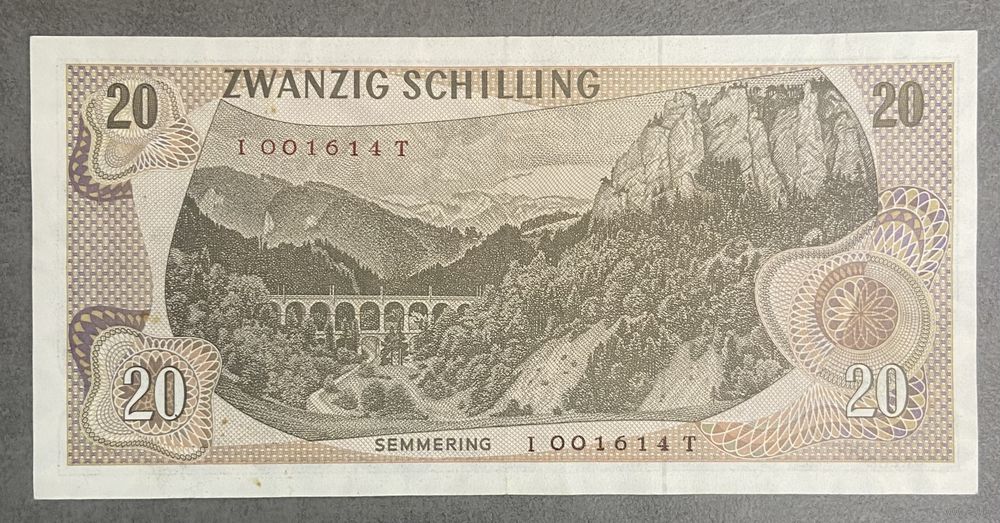 20 ZWANZIG SCHILLING 20
I 001614 T
20 20
SEMMERING I 001614 T